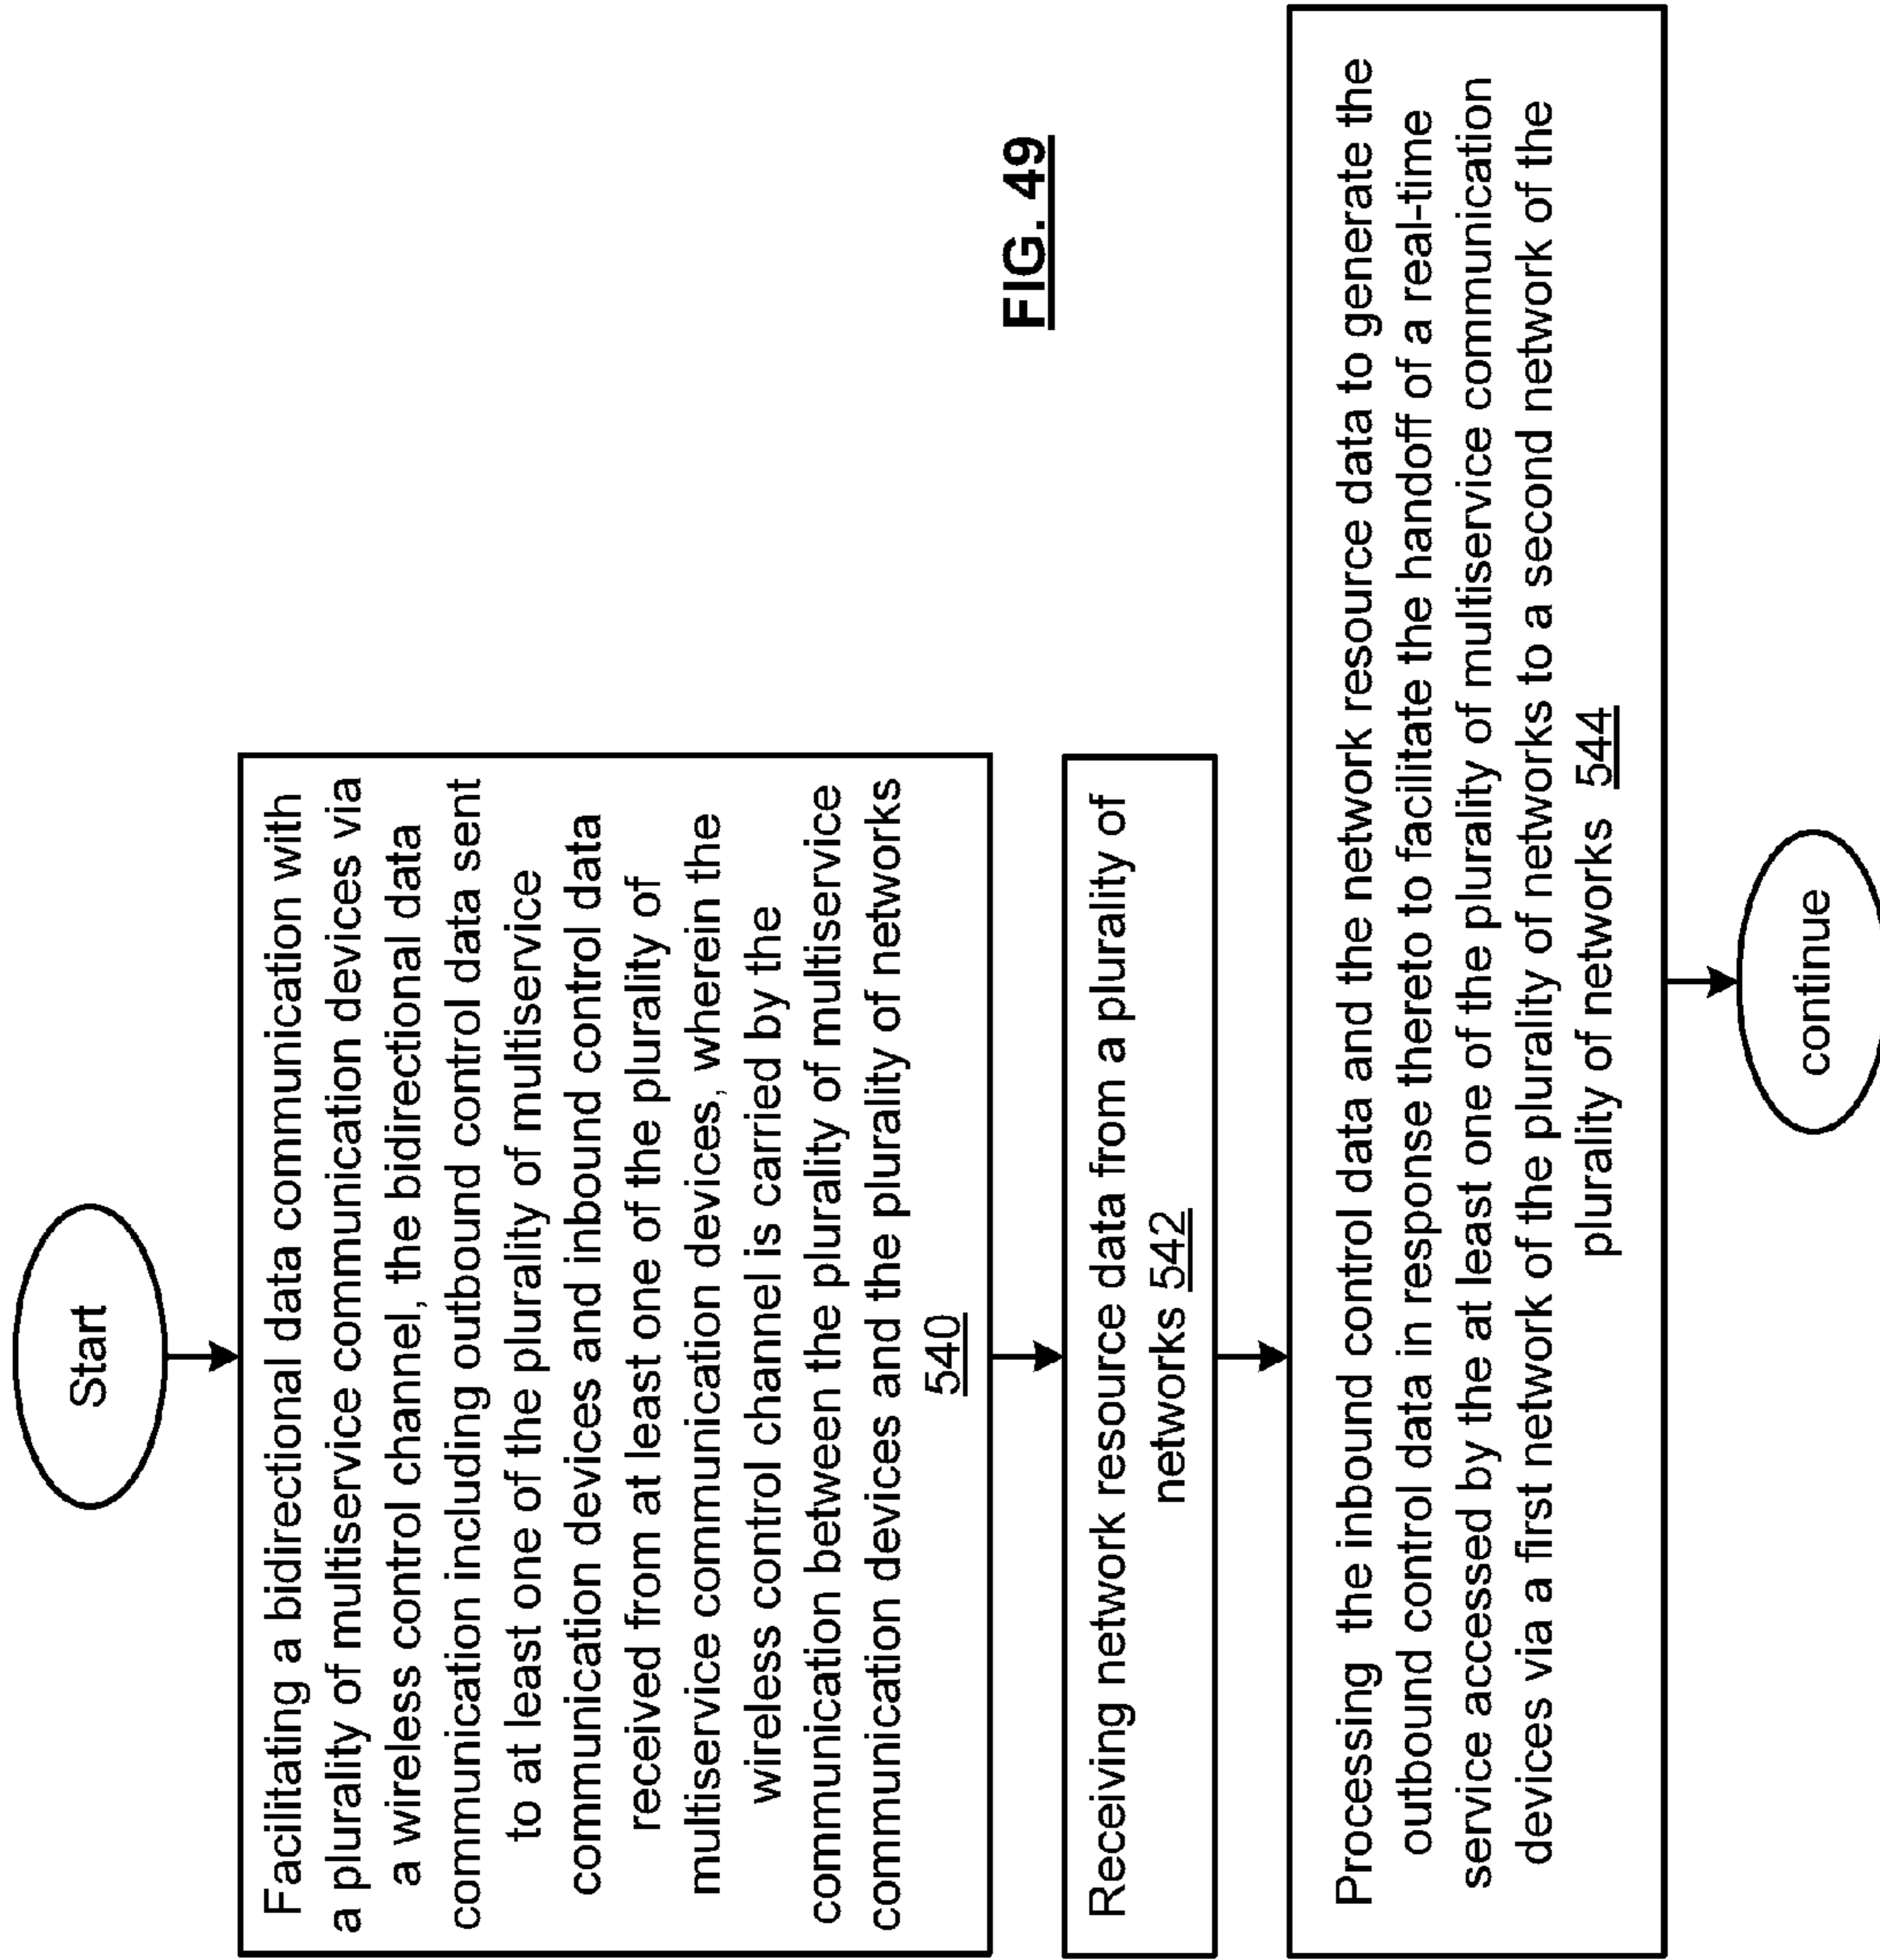 Start
Facilitating a bidirectional data communication with
a plurality of multiservice communication devices via
a wireless control channel, the bidirectional data
communication including outbound control data sent
to at least one of the plurality of multiservice
communication devices and inbound control data
received from at least one of the plurality of
multiservice communication devices, wherein the
wireless control channel is carried by the
communication between the plurality of multiservice
communication devices and the plurality of networks
540
Receiving network resource data from a plurality of
networks 542
Processing the inbound control data and the network resource data to generate the
outbound control data in response thereto to facilitate the handoff of a real-time
service accessed by the at least one of the plurality of multiservice communication
devices via a first network of the plurality of networks to a second network of the
plurality of networks 544
continue
FIG. 49